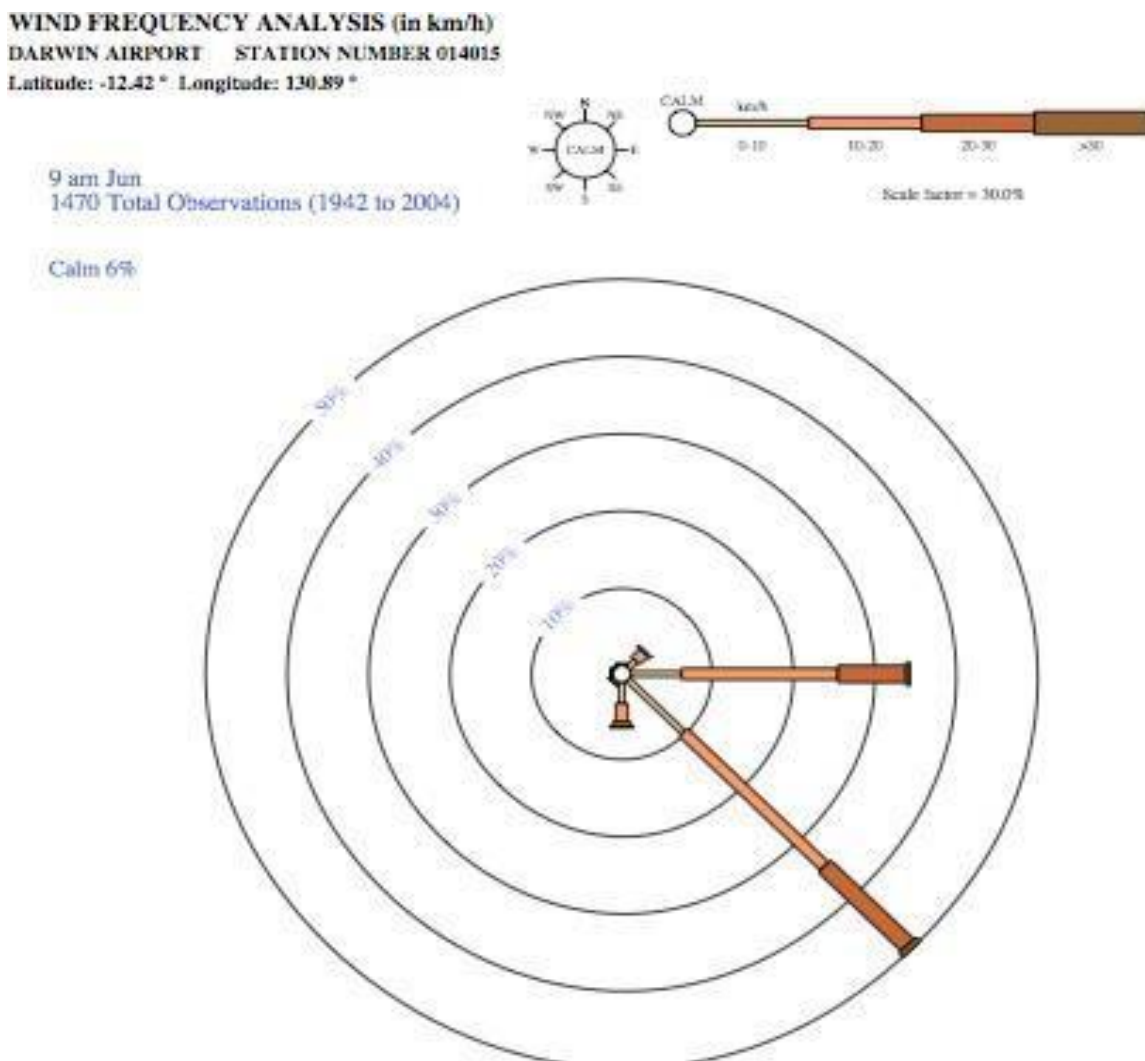 WIND FREQUENCY ANALYSIS (in km/h)
DARWIN AIRPORT STATION NUMBER 014015
Latitude: -12.42 ° Longitude: 130.89 °
CALM km/h
N
NW NE
W CALM E
S
0-10 10-20 20-30 >30
Scale factor = 30.0%
9 am Jun
1470 Total Observations (1942 to 2004)
Calm 6%
50%
40%
30%
20%
10%